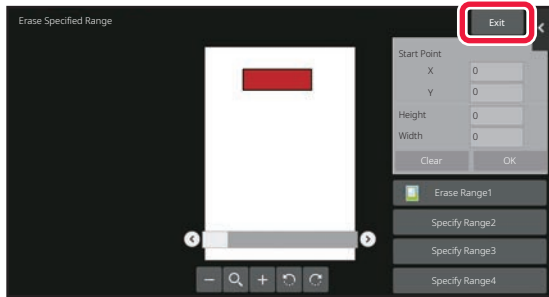 Erase Specified Range
Exit
Start Point
X 0
Y 0
Height 0
Width 0
Clear OK
Erase Range1
Specify Range2
Specify Range3
Specify Range4